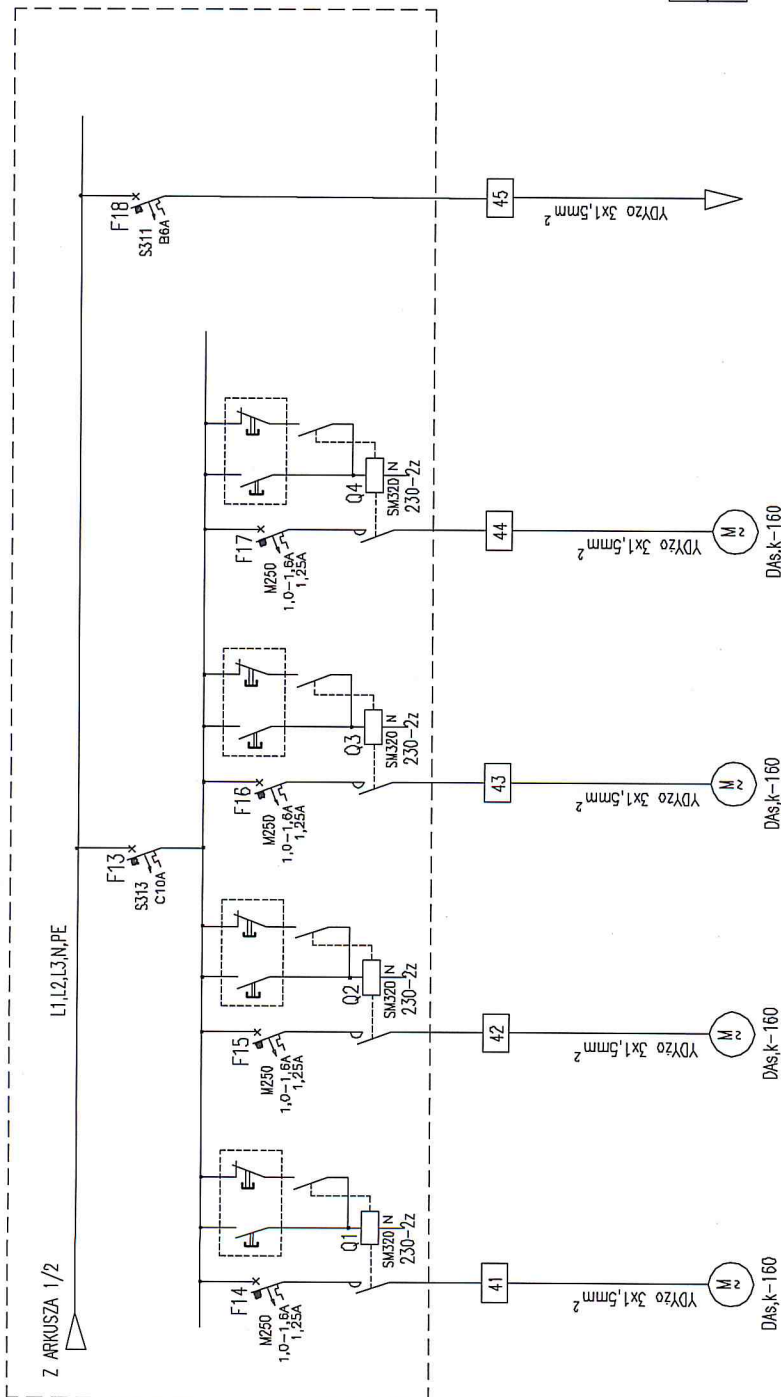 Z ARKUSZA 1/2
L1,L2,L3,N,PE
F14
M250
1,0-1,6A
1,25A
Q1
SM320 N
230-2z
41
YDYżo 3x1,5mm²
M
DAs,k-160
F15
M250
1,0-1,6A
1,25A
Q2
SM320 N
230-2z
42
YDYżo 3x1,5mm²
M
DAs,k-160
F13
S313
C10A
F16
M250
1,0-1,6A
1,25A
Q3
SM320 N
230-2z
43
YDYżo 3x1,5mm²
M
DAs,k-160
F17
M250
1,0-1,6A
1,25A
Q4
SM320 N
230-2z
44
YDYżo 3x1,5mm²
M
DAs,k-160
F18
S311
B6A
45
YDYżo 3x1,5mm²